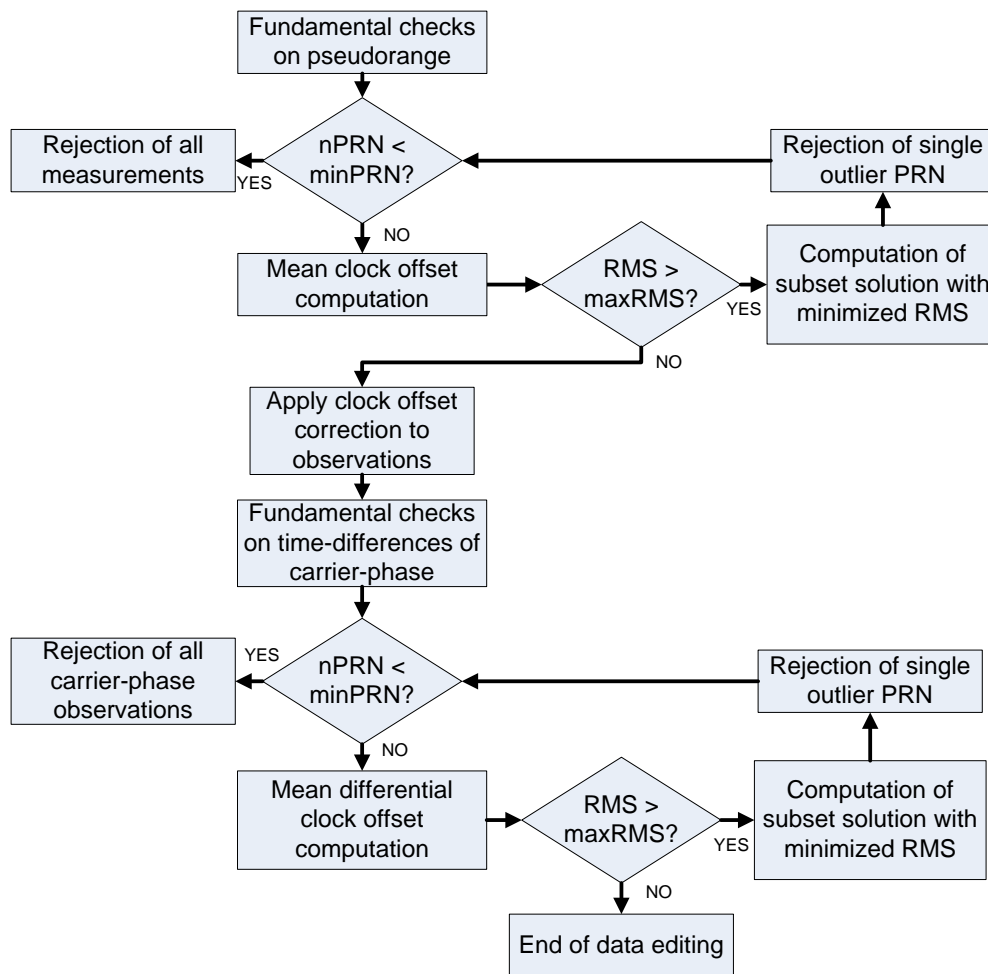 Fundamental checks
on pseudorange
Rejection of all
measurements
YES
nPRN <
minPRN?
NO
Rejection of single
outlier PRN
Mean clock offset
computation
RMS >
maxRMS?
YES
NO
Computation of
subset solution with
minimized RMS
Apply clock offset
correction to
observations
Fundamental checks
on time-differences of
carrier-phase
Rejection of all
carrier-phase
observations
YES
nPRN <
minPRN?
NO
Rejection of single
outlier PRN
Mean differential
clock offset
computation
RMS >
maxRMS?
YES
NO
Computation of
subset solution with
minimized RMS
End of data editing